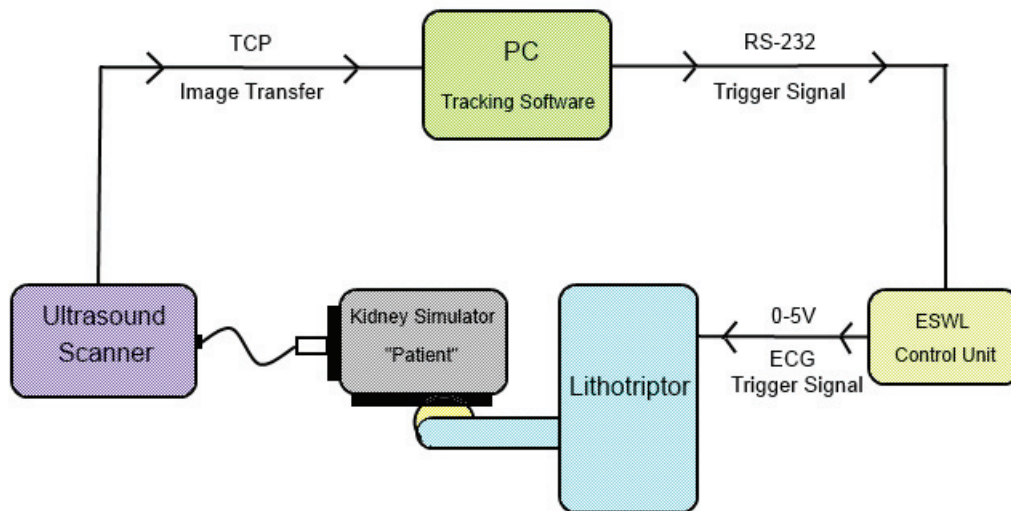 TCP
Image Transfer
PC
Tracking Software
RS-232
Trigger Signal
Ultrasound
Scanner
Kidney Simulator
"Patient"
Lithotriptor
0-5V
ECG
Trigger Signal
ESWL
Control Unit